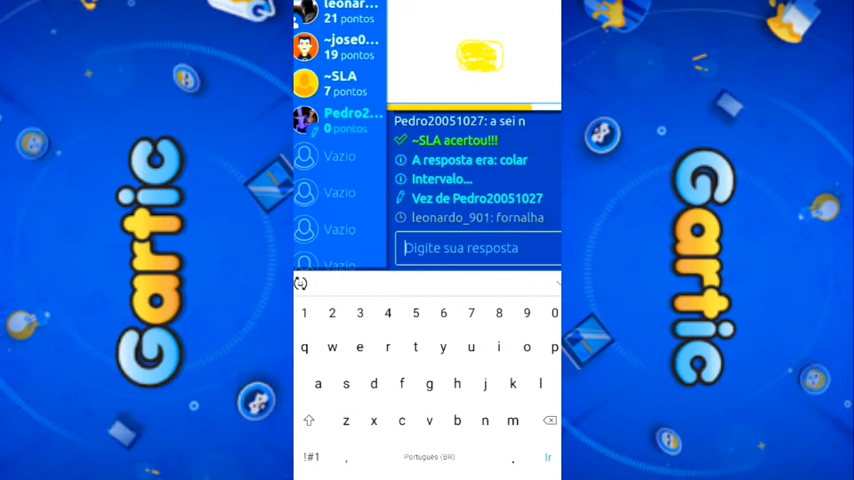 Gartic
leonar...
21 pontos
~jose0...
19 pontos
~SLA
7 pontos
Pedro2...
0 pontos
Vazio
Vazio
Vazio
Vazio
Pedro20051027: a sei n
~SLA acertou!!!
A resposta era: colar
Intervalo...
Vez de Pedro20051027
leonardo_901: fornalha
Digite sua resposta
1 2 3 4 5 6 7 8 9 0
q w e r t y u i o p
a s d f g h j k l
z x c v b n m
!#1 , Português (BR) . Ir
Gartic